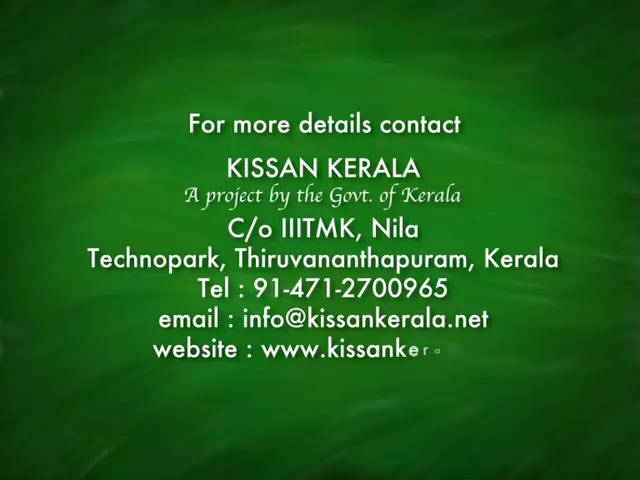 For more details contact
KISSAN KERALA
A project by the Govt. of Kerala
C/o IIITMK, Nila
Technopark, Thiruvananthapuram, Kerala
Tel : 91-471-2700965
email : info@kissankerala.net
website : www.kissankera